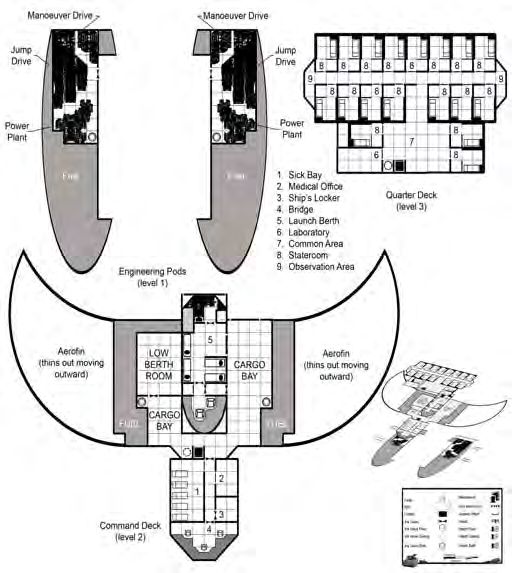 Manoeuver Drive
Manoeuver Drive
Jump
Drive
Jump
Drive
Power
Plant
Power
Plant
Fuel
Fuel
8 8 8 8 8 8 8 8
9 9
8 8 8 8 8 8
8 8
7
6 8
1. Sick Bay
2. Medical Office
3. Ship's Locker
4. Bridge
5. Launch Berth
6. Laboratory
7. Common Area
8. Stateroom
9. Observation Area
Quarter Deck
(level 3)
Engineering Pods
(level 1)
Aerofin
(thins out moving
outward)
LOW
BERTH
ROOM
5
CARGO
BAY
Aerofin
(thins out moving
outward)
Fuel
CARGO
BAY
Fuel
1
2
3
4
Command Deck
(level 2)